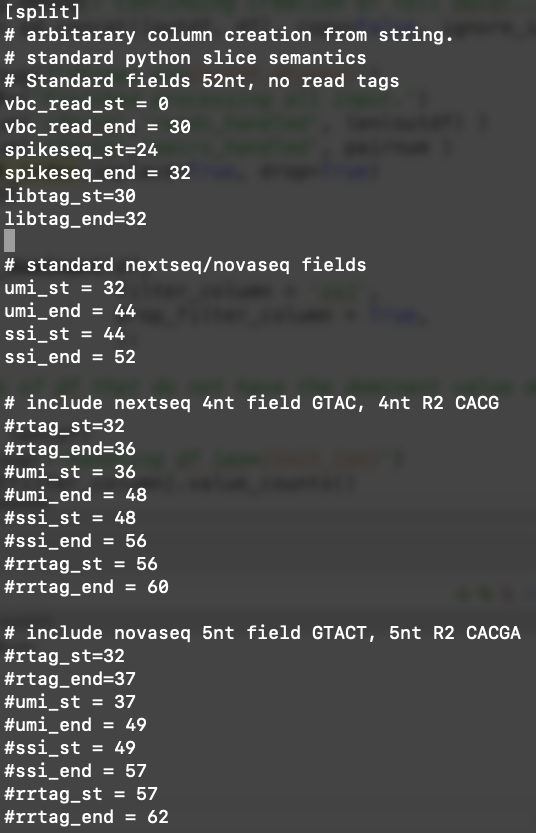 [split]
# arbitarary column creation from string.
# standard python slice semantics
# Standard fields 52nt, no read tags
vbc_read_st = 0
vbc_read_end = 30
spikeseq_st=24
spikeseq_end = 32
libtag_st=30
libtag_end=32
# standard nextseq/novaseq fields
umi_st = 32
umi_end = 44
ssi_st = 44
ssi_end = 52
# include nextseq 4nt field GTAC, 4nt R2 CACG
#rtag_st=32
#rtag_end=36
#umi_st = 36
#umi_end = 48
#ssi_st = 48
#ssi_end = 56
#rrtag_st = 56
#rrtag_end = 60
# include novaseq 5nt field GTACT, 5nt R2 CACGA
#rtag_st=32
#rtag_end=37
#umi_st = 37
#umi_end = 49
#ssi_st = 49
#ssi_end = 57
#rrtag_st = 57
#rrtag_end = 62